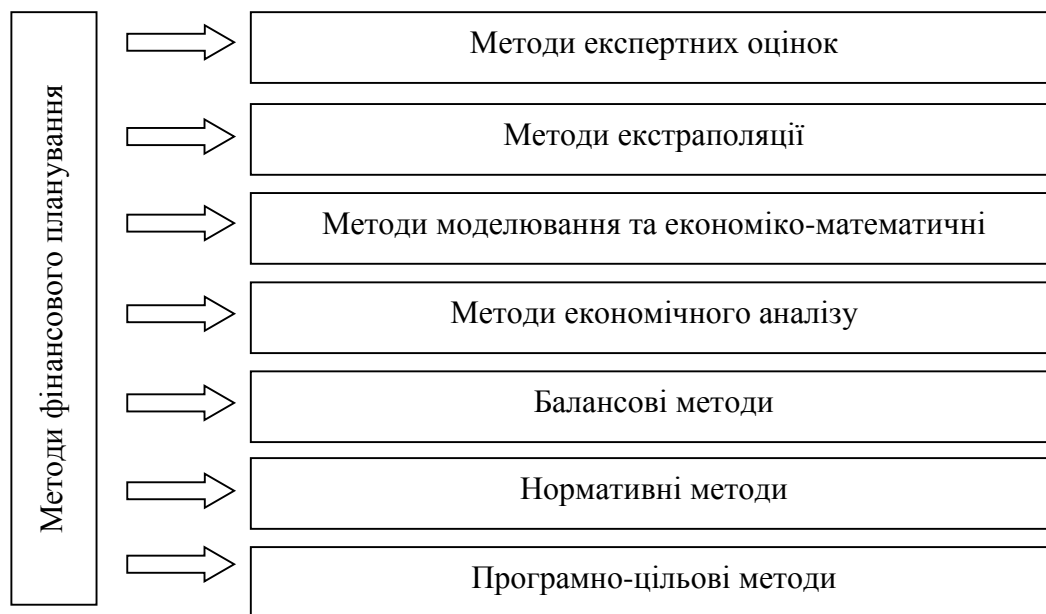 Методи фінансового планування
Методи експертних оцінок
Методи екстраполяції
Методи моделювання та економіко-математичні
Методи економічного аналізу
Балансові методи
Нормативні методи
Програмно-цільові методи